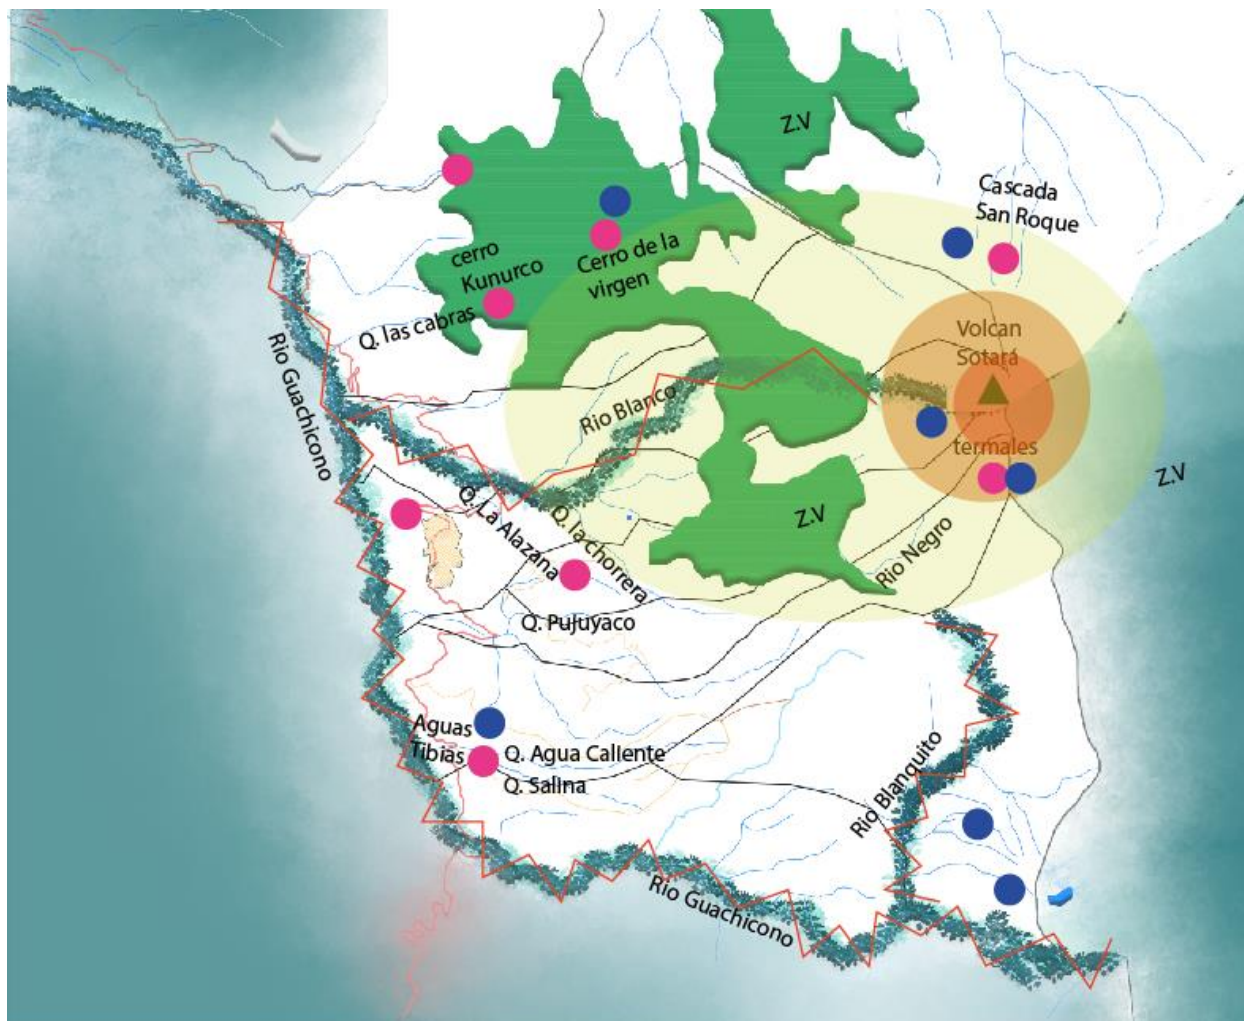 Z.V
Cascada
San Roque
cerro
Kunurco
Cerro de la
virgen
Q. las cabras
Volcan
Sotará
Rio Guachicono
Rio Blanco
termales
Z.V
Q. La Alazana
Q. la chorrera
Z.V
Rio Negro
Q. Pujuyaco
Aguas
Tibias
Q. Agua Caliente
Q. Salina
Rio Blanquito
Rio Guachicono